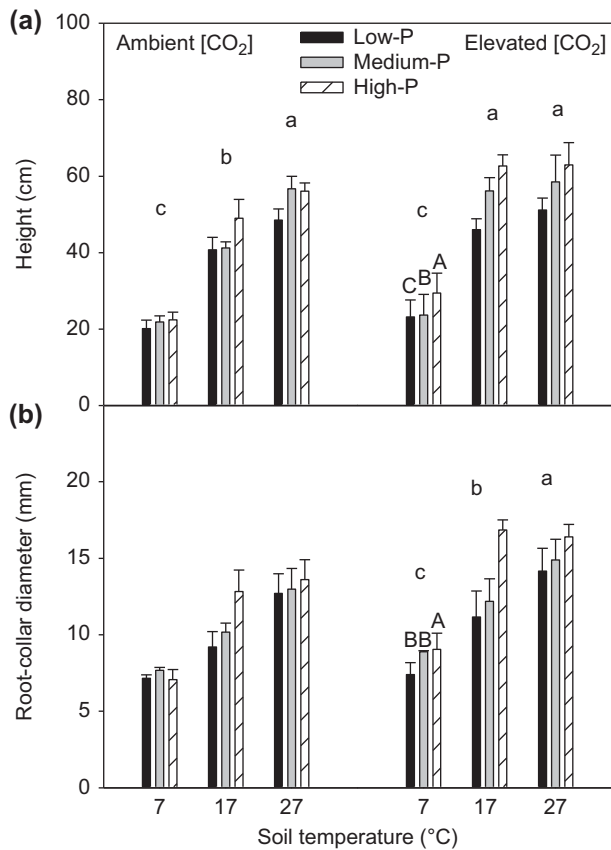 (a)
100
80
60
40
20
0
Height (cm)
Ambient [CO₂]
Elevated [CO₂]
Low-P
Medium-P
High-P
c
b
a
c
a
a
C B A
(b)
20
15
10
5
0
Root-collar diameter (mm)
c
b
a
BB A
7 17 27 7 17 27
Soil temperature (°C)